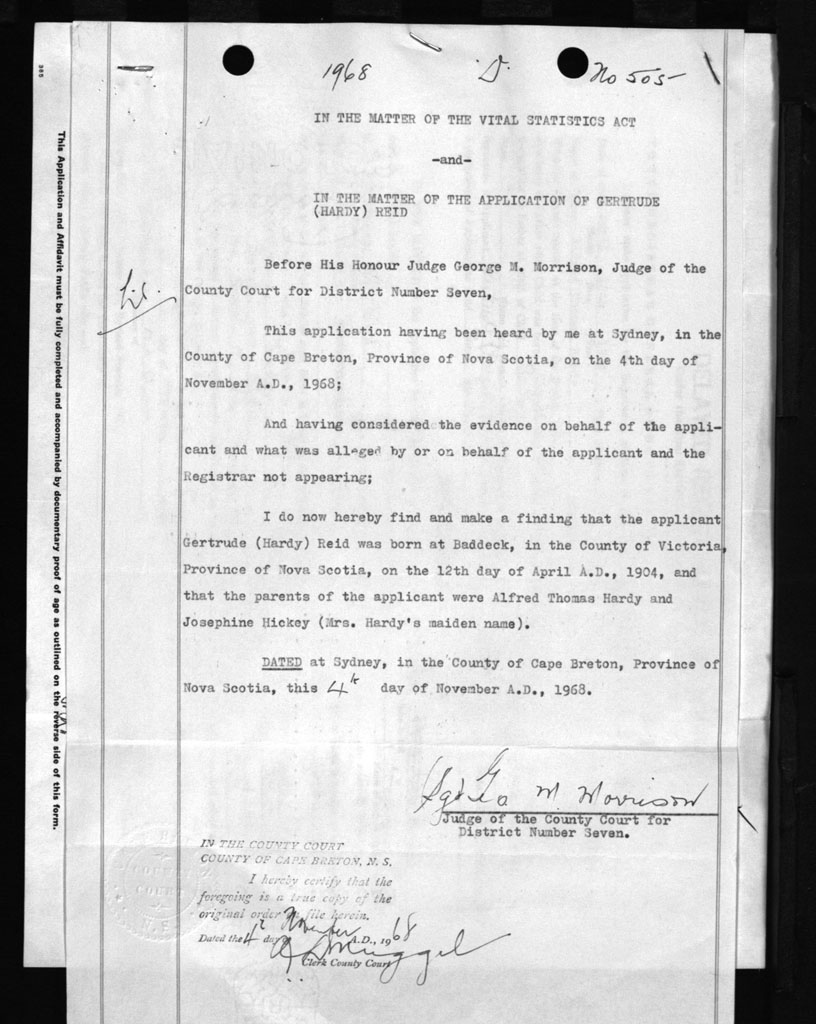 1968 D. No 505
IN THE MATTER OF THE VITAL STATISTICS ACT
-and-
IN THE MATTER OF THE APPLICATION OF GERTRUDE
(HARDY) REID
Before His Honour Judge George M. Morrison, Judge of the
County Court for District Number Seven,
This application having been heard by me at Sydney, in the
County of Cape Breton, Province of Nova Scotia, on the 4th day of
November A.D., 1968;
And having considered the evidence on behalf of the appli-
cant and what was alleged by or on behalf of the applicant and the
Registrar not appearing;
I do now hereby find and make a finding that the applicant
Gertrude (Hardy) Reid was born at Baddeck, in the County of Victoria,
Province of Nova Scotia, on the 12th day of April A.D., 1904, and
that the parents of the applicant were Alfred Thomas Hardy and
Josephine Hickey (Mrs. Hardy's maiden name).
DATED at Sydney, in the County of Cape Breton, Province of
Nova Scotia, this 4th day of November A.D., 1968.
Geo M Morrison
Judge of the County Court for
District Number Seven.
IN THE COUNTY COURT
COUNTY OF CAPE BRETON, N. S.
I hereby certify that the
foregoing is a true copy of the
original order on file herein.
Dated the 4th day November A.D., 1968
Clerk County Court
COUNTY
COURT
N. S.
This Application and Affidavit must be fully completed and accompanied by documentary proof of age as outlined on the reverse side of this form.